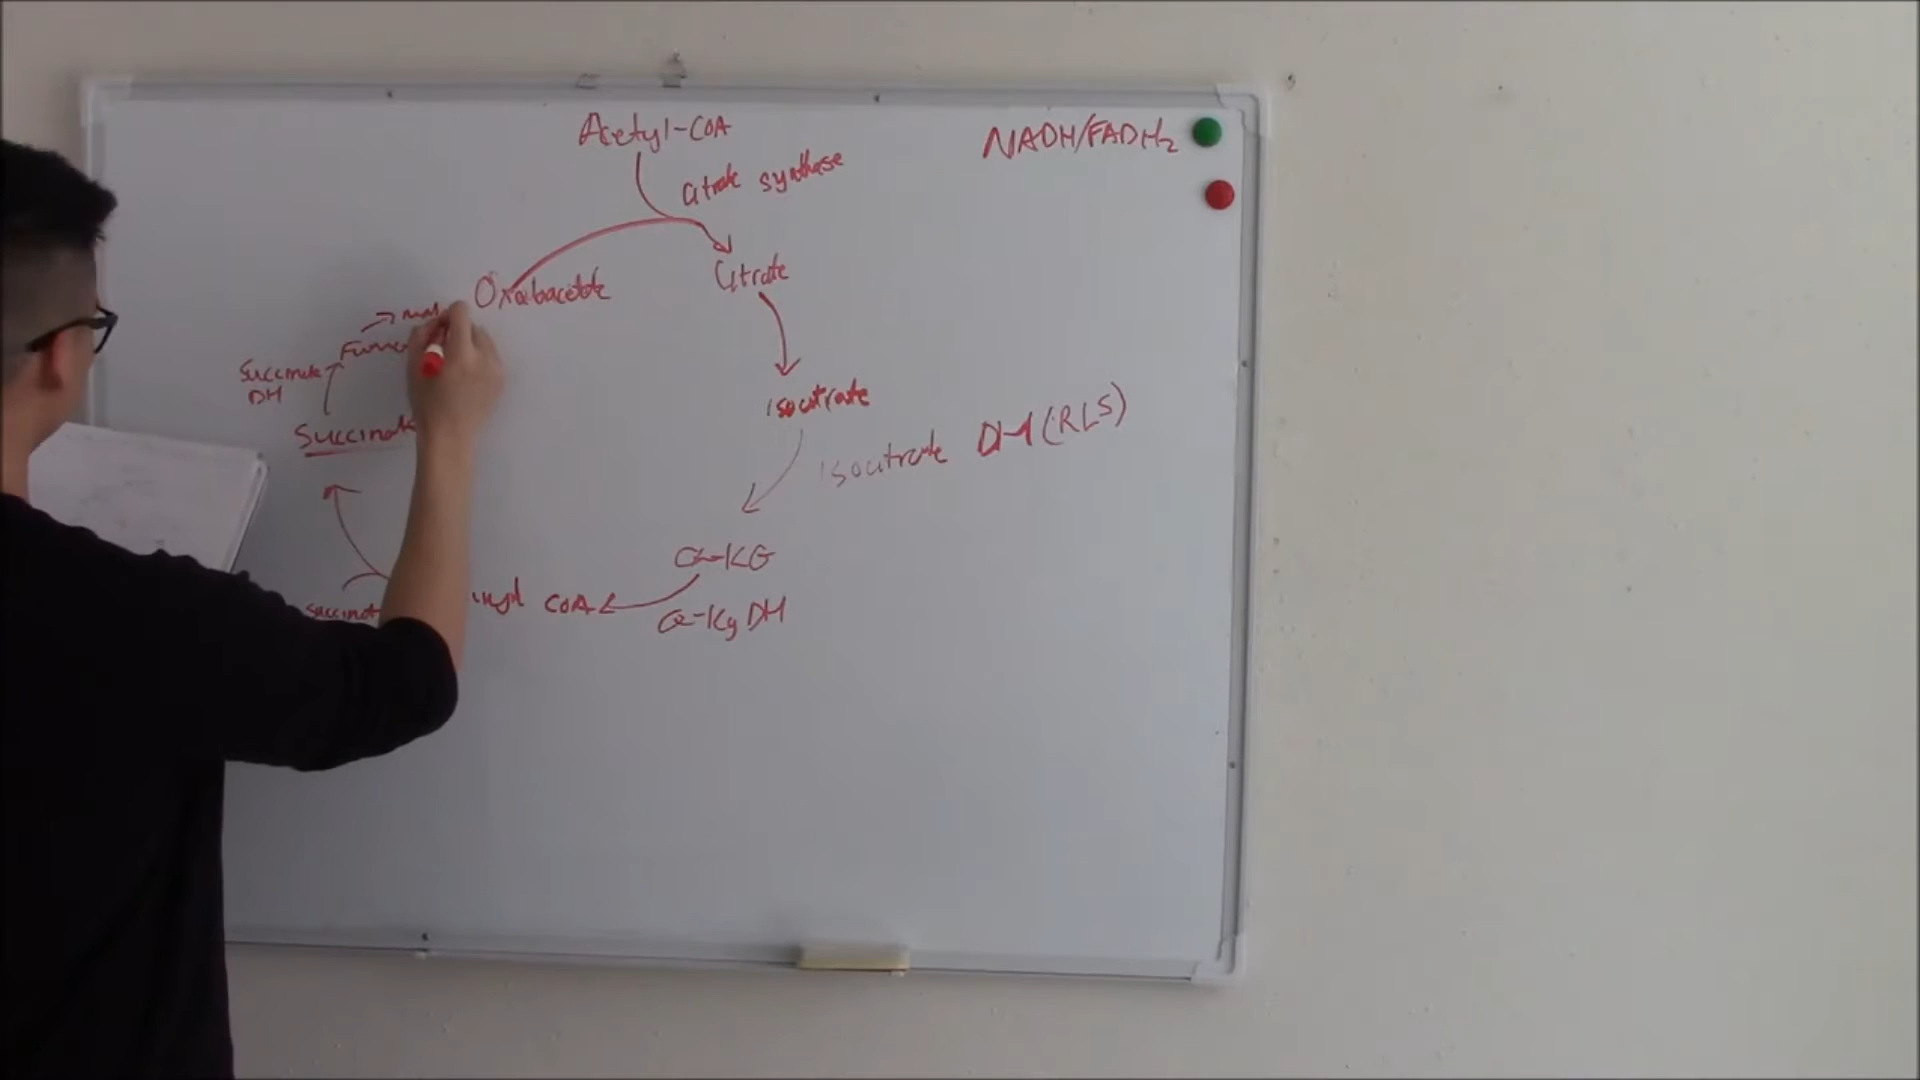 Acetyl-COA
NADH/FADH2
Citrate synthase
Citrate
Oxaloacetate
Succinate
DH
Isocitrate
Isocitrate DH (RLS)
Succinate
α-KG
COA
α-Kg DH